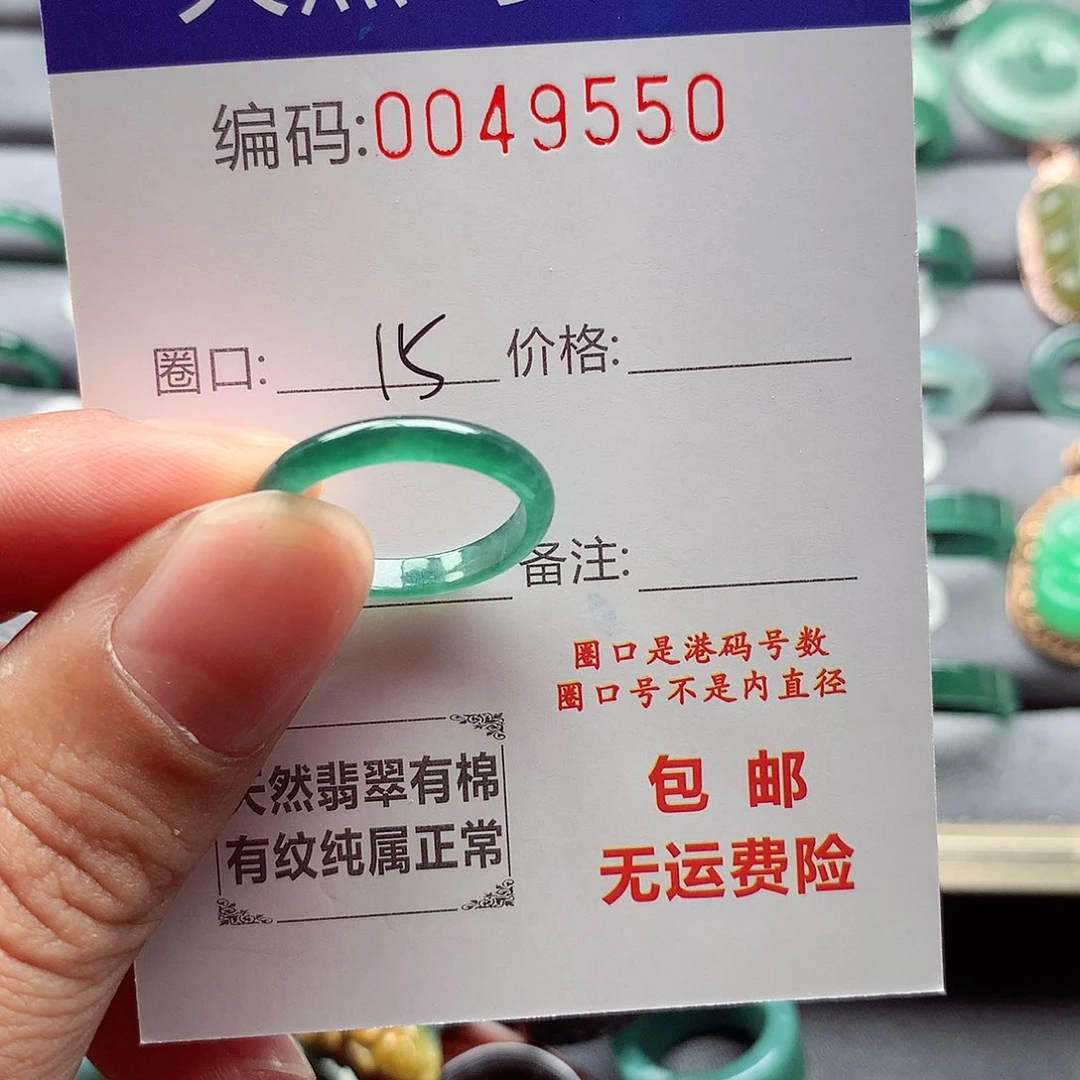 编码:0049550
圈口: 15 价格:
备注:
圈口是港码号数
圈口号不是内直径
天然翡翠有棉
有纹纯属正常
包邮
无运费险